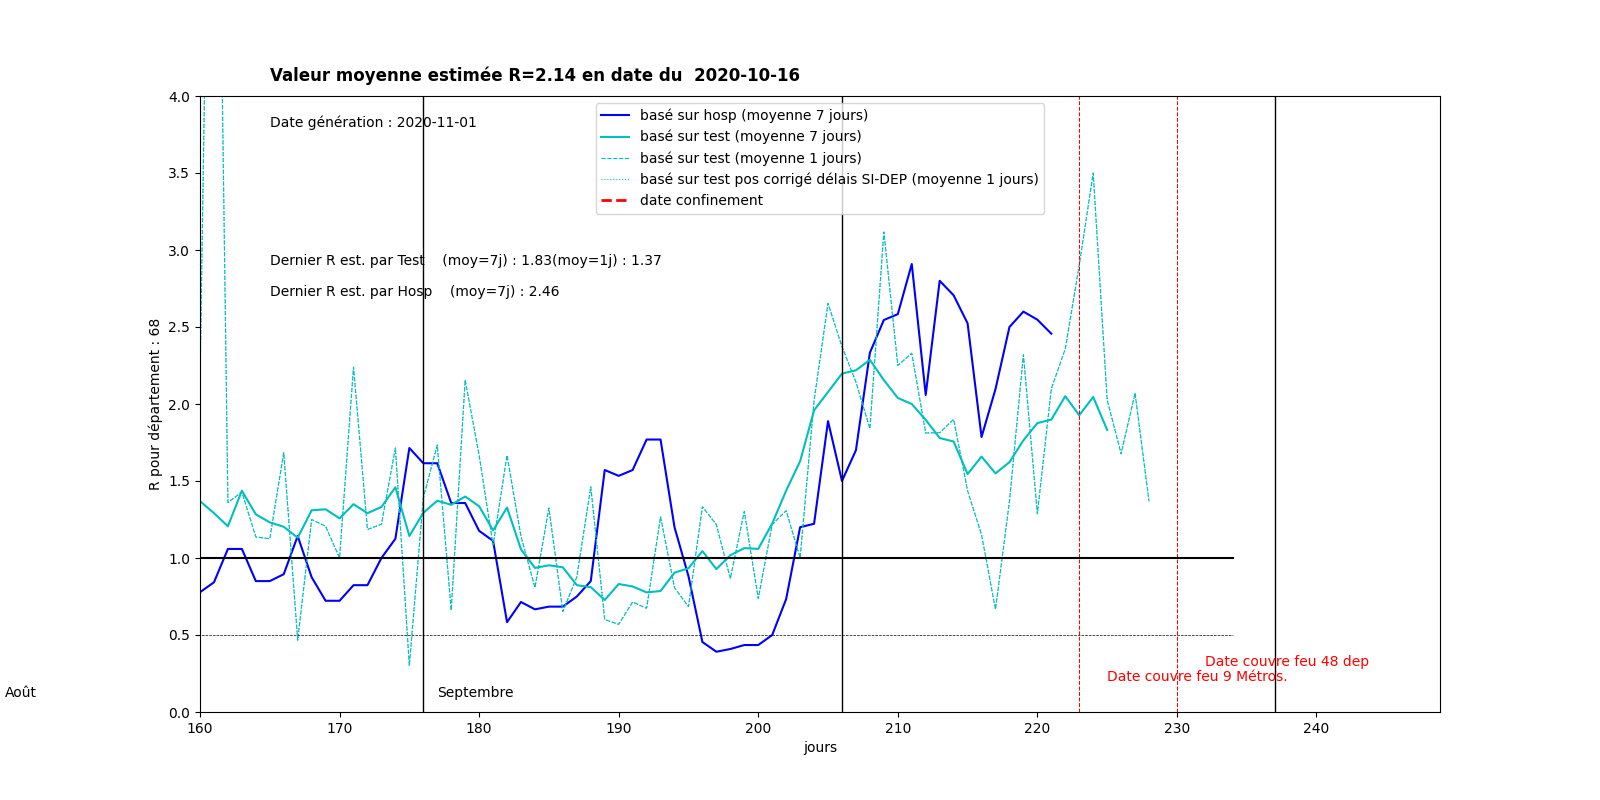 Valeur moyenne estimée R=2.14 en date du  2020-10-16
Date génération : 2020-11-01
basé sur hosp (moyenne 7 jours)
basé sur test (moyenne 7 jours)
basé sur test (moyenne 1 jours)
basé sur test pos corrigé délais SI-DEP (moyenne 1 jours)
date confinement
Dernier R est. par Test    (moy=7j) : 1.83(moy=1j) : 1.37
Dernier R est. par Hosp    (moy=7j) : 2.46
R pour département : 68
4.0
3.5
3.0
2.5
2.0
1.5
1.0
0.5
0.0
Date couvre feu 48 dep
Date couvre feu 9 Métros.
Août
Septembre
160 170 180 190 200 210 220 230 240
jours